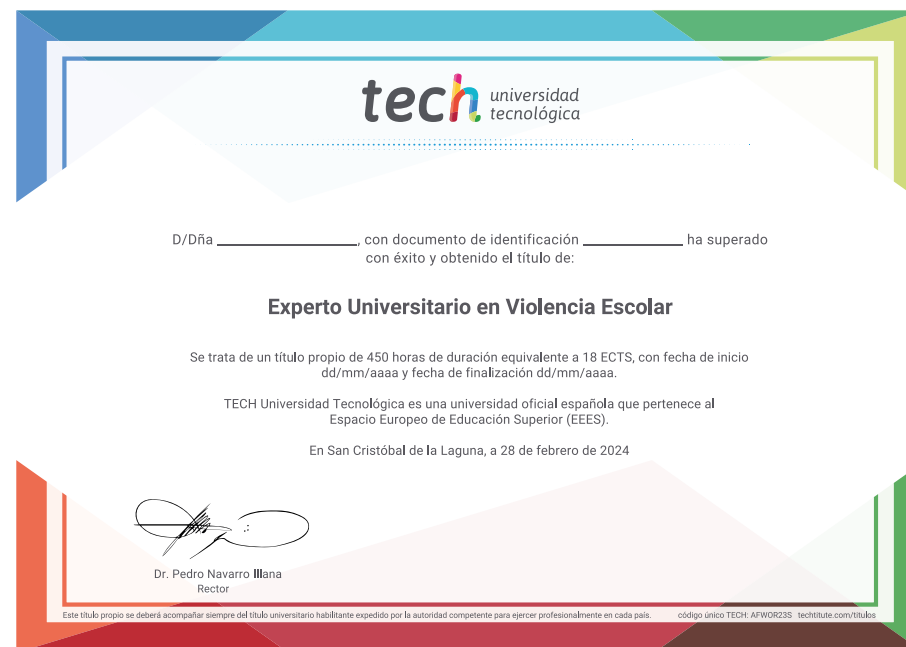 tech universidad
tecnológica
D/Dña ____________________, con documento de identificación ______________ ha superado
con éxito y obtenido el título de:
Experto Universitario en Violencia Escolar
Se trata de un título propio de 450 horas de duración equivalente a 18 ECTS, con fecha de inicio
dd/mm/aaaa y fecha de finalización dd/mm/aaaa.
TECH Universidad Tecnológica es una universidad oficial española que pertenece al
Espacio Europeo de Educación Superior (EEES).
En San Cristóbal de la Laguna, a 28 de febrero de 2024
Dr. Pedro Navarro Illana
Rector
Este título propio se deberá acompañar siempre del título universitario habilitante expedido por la autoridad competente para ejercer profesionalmente en cada país. código único TECH: AFWOR23S techtitute.com/titulos